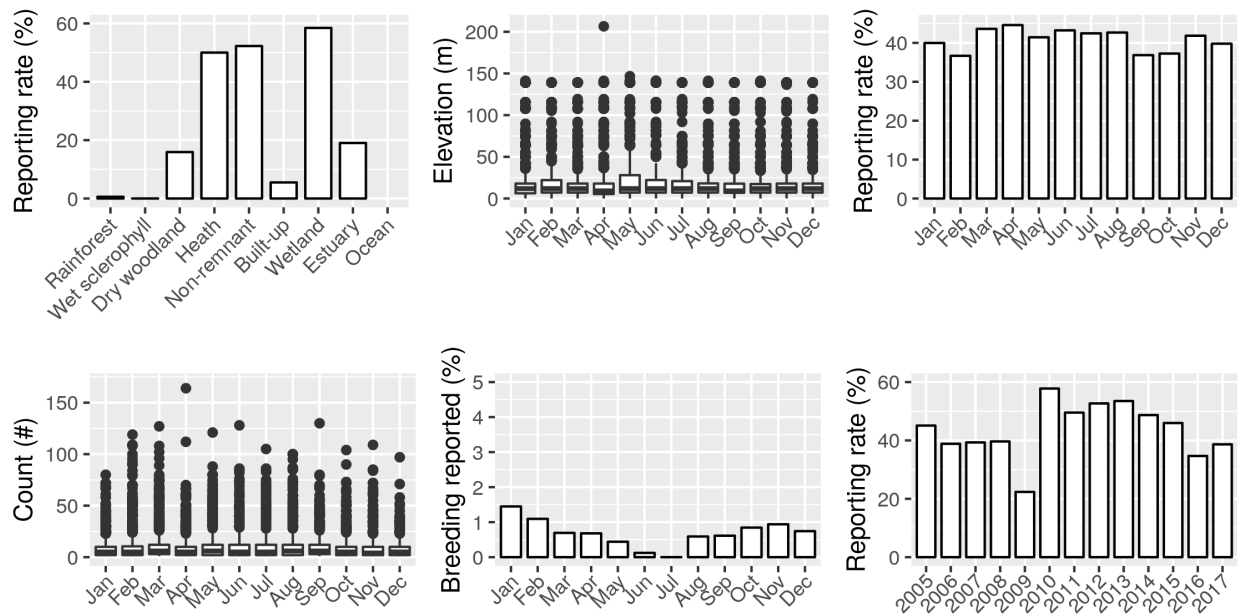 Reporting rate (%)
60
40
20
0
Rainforest
Wet sclerophyll
Dry woodland
Heath
Non-remnant
Built-up
Wetland
Estuary
Ocean
Elevation (m)
200
150
100
50
0
Jan
Feb
Mar
Apr
May
Jun
Jul
Aug
Sep
Oct
Nov
Dec
Reporting rate (%)
40
30
20
10
0
Jan
Feb
Mar
Apr
May
Jun
Jul
Aug
Sep
Oct
Nov
Dec
Count (#)
150
100
50
0
Jan
Feb
Mar
Apr
May
Jun
Jul
Aug
Sep
Oct
Nov
Dec
Breeding reported (%)
5
4
3
2
1
0
Jan
Feb
Mar
Apr
May
Jun
Jul
Aug
Sep
Oct
Nov
Dec
Reporting rate (%)
60
40
20
0
2005
2006
2007
2008
2009
2010
2011
2012
2013
2014
2015
2016
2017